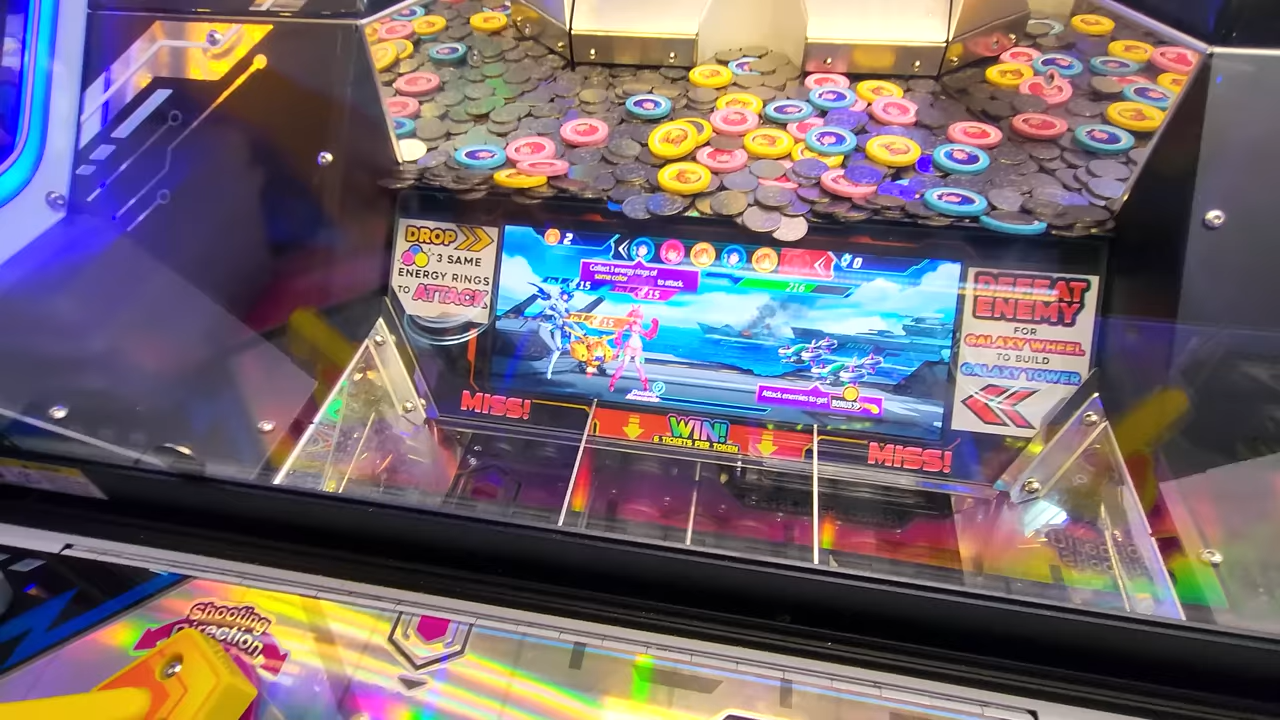 DROP
3 SAME
ENERGY RINGS
TO ATTACK
2
0
Collect 3 energy rings of
same color to attack.
15
15
15
216
Attack enemies to get
BONUS
DEFEAT
ENEMY
FOR
GALAXY WHEEL
TO BUILD
GALAXY TOWER
MISS!
WIN!
6 TICKETS PER TOKEN
MISS!
Shooting
Direction